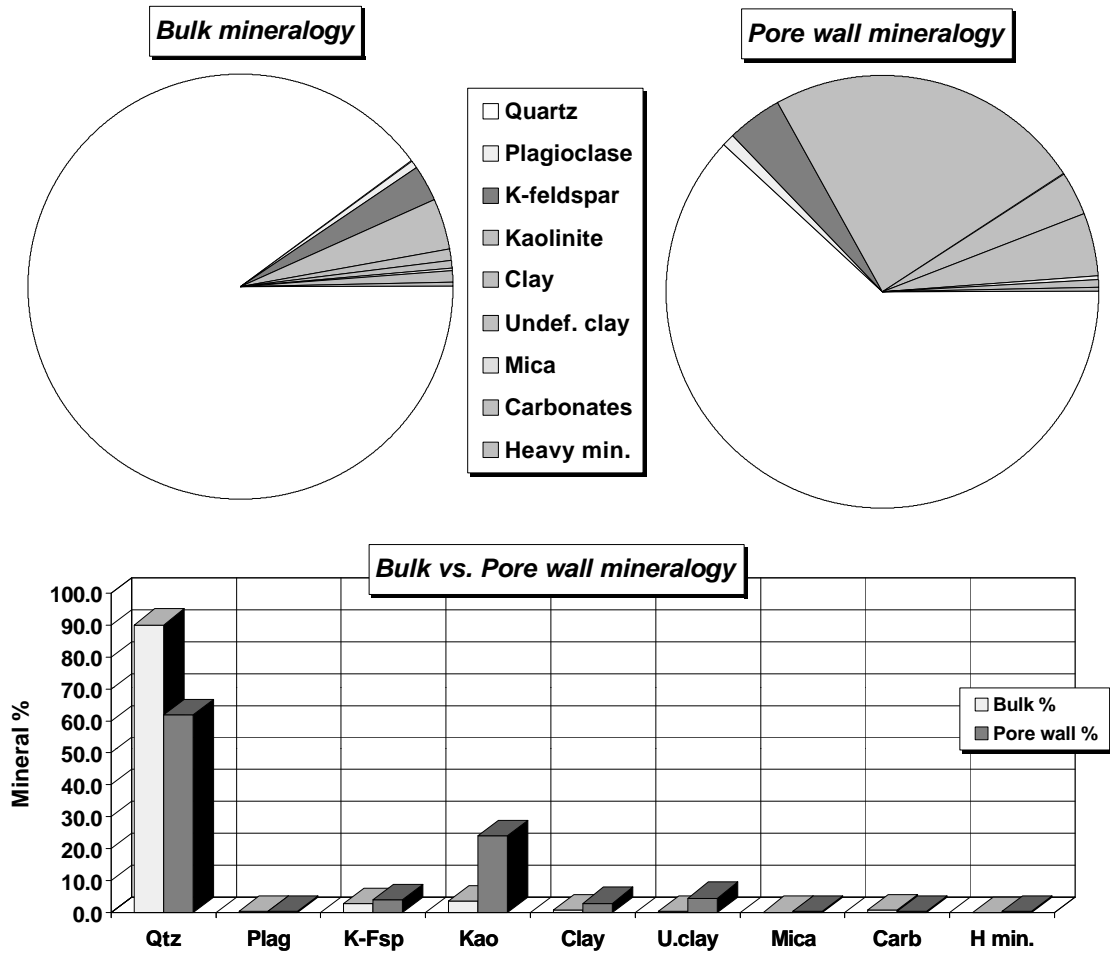 Bulk mineralogy
Pore wall mineralogy
Quartz
Plagioclase
K-feldspar
Kaolinite
Clay
Undef. clay
Mica
Carbonates
Heavy min.
Bulk vs. Pore wall mineralogy
Mineral %
100.0
90.0
80.0
70.0
60.0
50.0
40.0
30.0
20.0
10.0
0.0
Qtz Plag K-Fsp Kao Clay U.clay Mica Carb H min.
Bulk %
Pore wall %